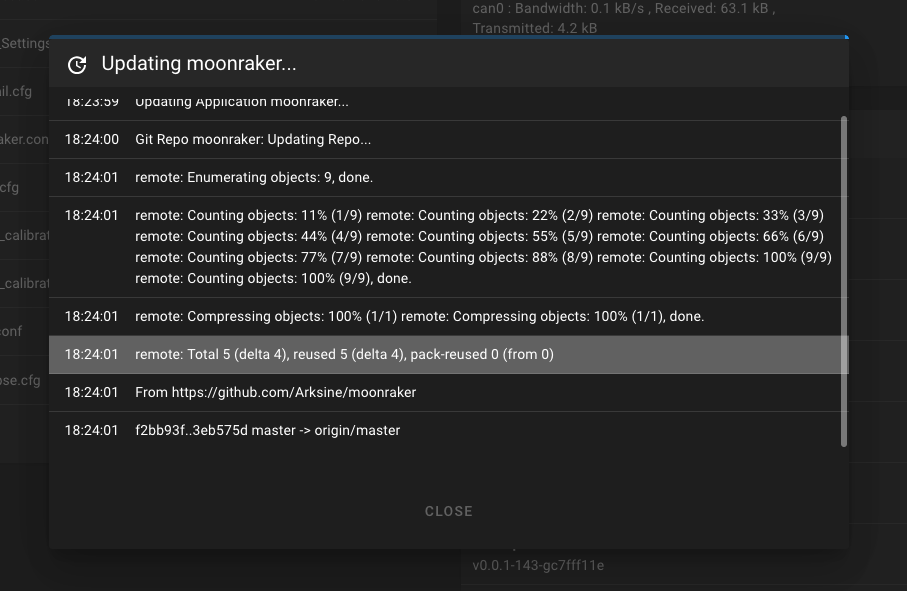 can0 : Bandwidth: 0.1 kB/s , Received: 63.1 kB ,
Transmitted: 4.2 kB
_Settings
Updating moonraker...
ail.cfg
18:23:59 Updating Application moonraker...
aker.con
18:24:00 Git Repo moonraker: Updating Repo...
cfg
18:24:01 remote: Enumerating objects: 9, done.
18:24:01 remote: Counting objects: 11% (1/9) remote: Counting objects: 22% (2/9) remote: Counting objects: 33% (3/9)
_calibrat
remote: Counting objects: 44% (4/9) remote: Counting objects: 55% (5/9) remote: Counting objects: 66% (6/9)
remote: Counting objects: 77% (7/9) remote: Counting objects: 88% (8/9) remote: Counting objects: 100% (9/9)
_calibrat
remote: Counting objects: 100% (9/9), done.
18:24:01 remote: Compressing objects: 100% (1/1) remote: Compressing objects: 100% (1/1), done.
conf
18:24:01 remote: Total 5 (delta 4), reused 5 (delta 4), pack-reused 0 (from 0)
ose.cfg
18:24:01 From https://github.com/Arksine/moonraker
18:24:01 f2bb93f..3eb575d master -> origin/master
CLOSE
v0.0.1-143-gc7fff11e